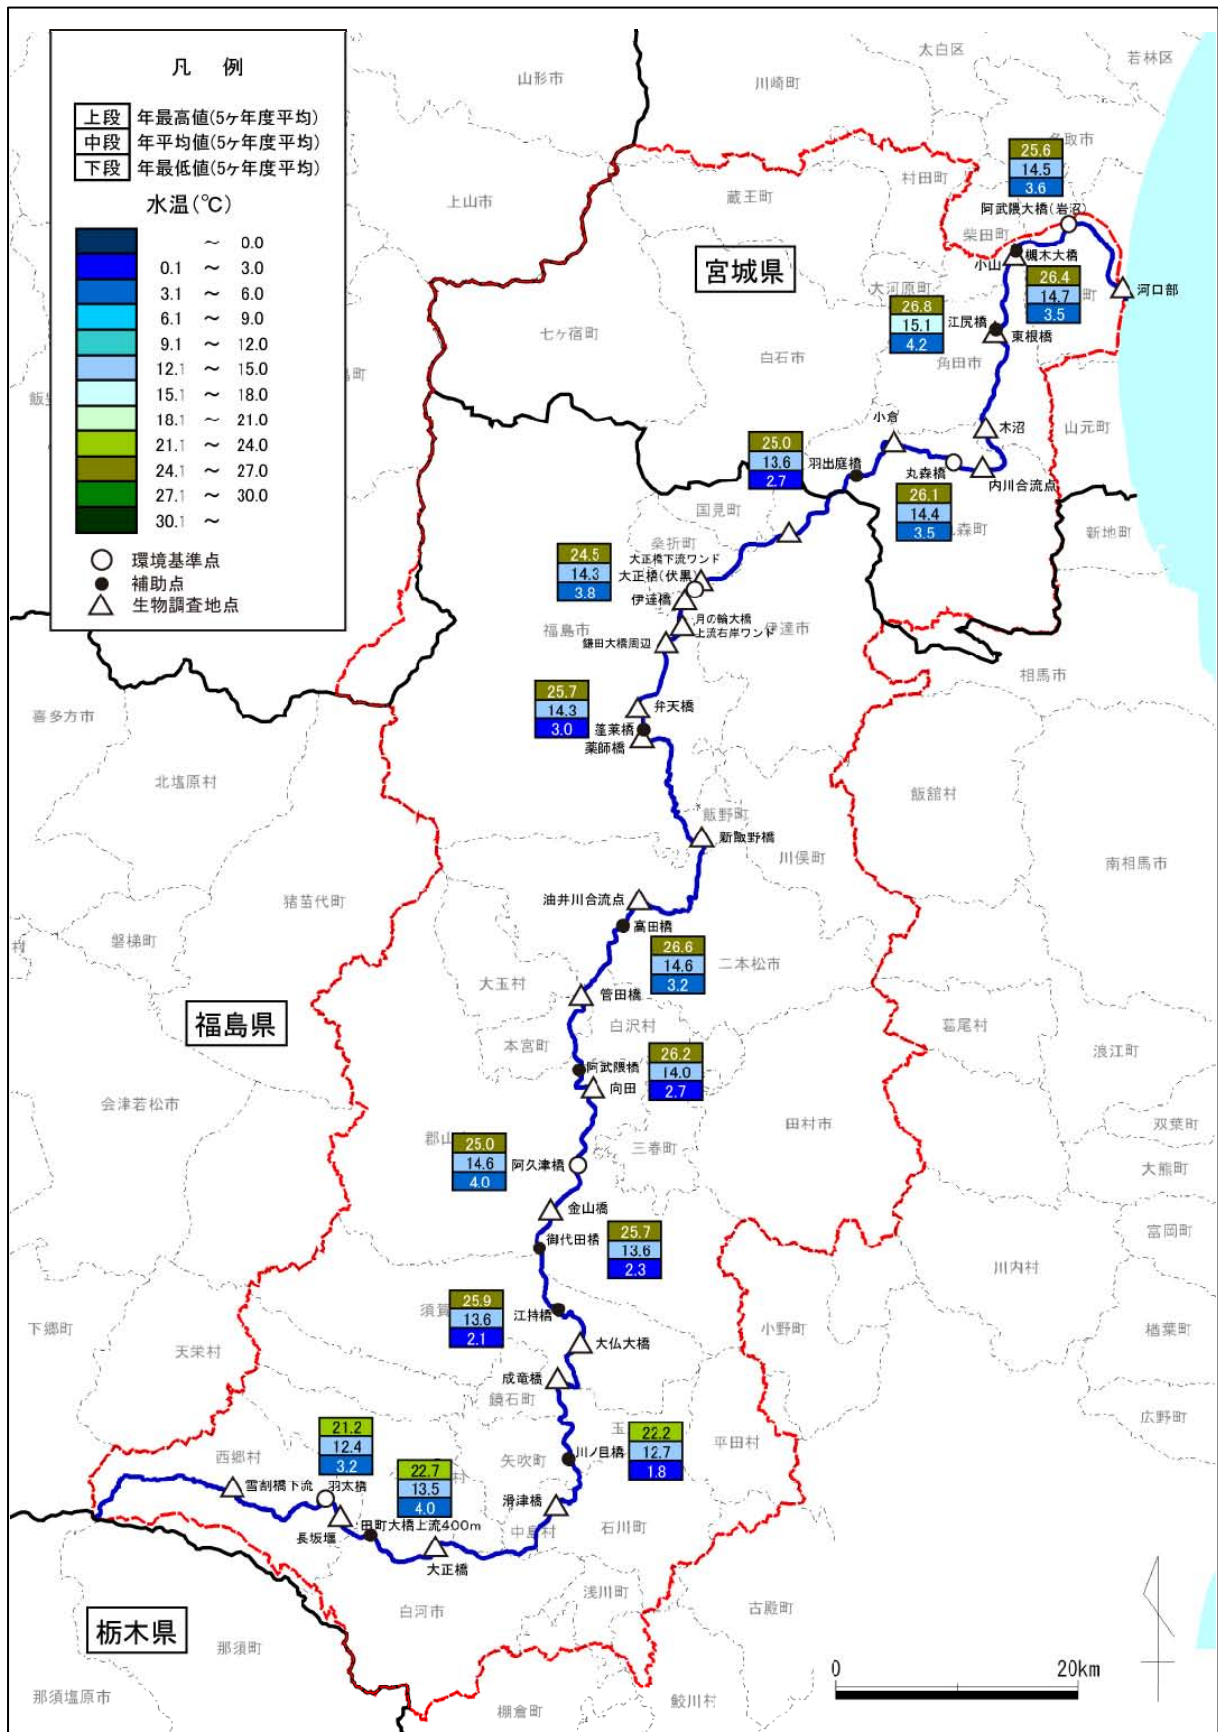 凡 例
上段 年最高値(5ヶ年度平均)
中段 年平均値(5ヶ年度平均)
下段 年最低値(5ヶ年度平均)
水温(℃)
～ 0.0
0.1 ～ 3.0
3.1 ～ 6.0
6.1 ～ 9.0
9.1 ～ 12.0
12.1 ～ 15.0
15.1 ～ 18.0
18.1 ～ 21.0
21.1 ～ 24.0
24.1 ～ 27.0
27.1 ～ 30.0
30.1 ～
環境基準点
補助点
生物調査地点
太白区
若林区
山形市
川崎町
名取市
25.6
14.5
3.6
村田町
蔵王町
上山市
阿武隈大橋(岩沼)
柴田町
槻木大橋
小山
宮城県
26.4
14.7
3.5
町
河口部
大河原町
26.8
15.1
4.2
江尻橋
東根橋
七ヶ宿町
白石市
角田市
町
小倉
木沼
山元町
25.0
13.6
2.7
羽出庭橋
丸森橋
内川合流点
26.1
14.4
3.5
森町
国見町
新地町
桑折町
24.5
14.3
3.8
大正橋下流ワンド
大正橋(伏黒)
伊達橋
月の輪大橋
上流右岸ワンド
伊達市
福島市
鎌田大橋周辺
相馬市
25.7
14.3
3.0
弁天橋
蓬莱橋
薬師橋
喜多方市
北塩原村
飯舘村
飯野町
新飯野橋
川俣町
南相馬市
猪苗代町
油井川合流点
磐梯町
村
高田橋
26.6
14.6
3.2
二本松市
大玉村
管田橋
白沢村
葛尾村
福島県
本宮町
浪江町
阿武隈橋
26.2
14.0
2.7
向田
会津若松市
田村市
双葉町
郡山
25.0
14.6
4.0
阿久津橋
三春町
大熊町
金山橋
富岡町
御代田橋
25.7
13.6
2.3
川内村
須賀
25.9
13.6
2.1
江持橋
下郷町
天栄村
大仏大橋
小野町
楢葉町
成竜橋
鏡石町
広野町
21.2
12.4
3.2
西郷村
22.7
13.5
4.0
村
矢吹町
玉
川ノ目橋
22.2
12.7
1.8
平田村
雪割橋下流
羽太橋
滑津橋
長坂堰
田町大橋上流400m
中島村
石川町
大正橋
浅川町
古殿町
白河市
栃木県
那須町
那須塩原市
棚倉町
鮫川村
0 20km